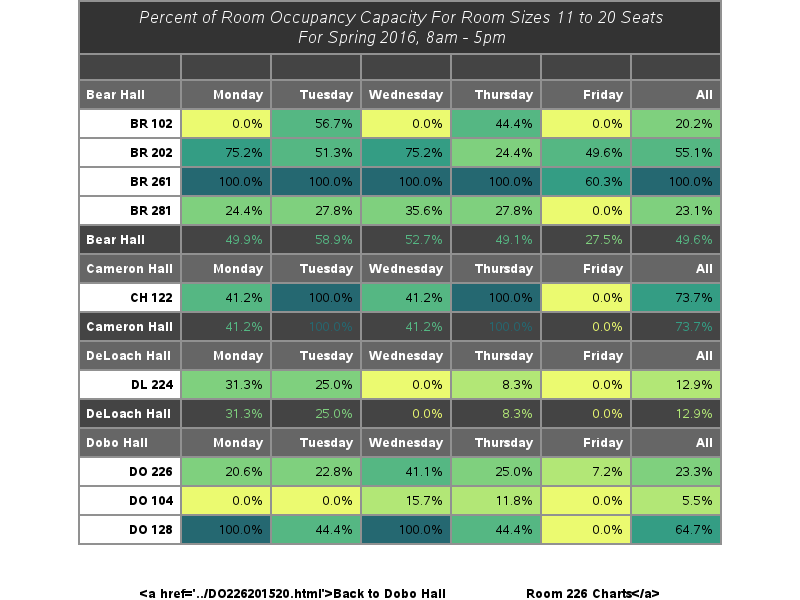 Percent of Room Occupancy Capacity For Room Sizes 11 to 20 Seats
For Spring 2016, 8am - 5pm
Bear Hall Monday Tuesday Wednesday Thursday Friday All
BR 102 0.0% 56.7% 0.0% 44.4% 0.0% 20.2%
BR 202 75.2% 51.3% 75.2% 24.4% 49.6% 55.1%
BR 261 100.0% 100.0% 100.0% 100.0% 60.3% 100.0%
BR 281 24.4% 27.8% 35.6% 27.8% 0.0% 23.1%
Bear Hall 49.9% 58.9% 52.7% 49.1% 27.5% 49.6%
Cameron Hall Monday Tuesday Wednesday Thursday Friday All
CH 122 41.2% 100.0% 41.2% 100.0% 0.0% 73.7%
Cameron Hall 41.2% 100.0% 41.2% 100.0% 0.0% 73.7%
DeLoach Hall Monday Tuesday Wednesday Thursday Friday All
DL 224 31.3% 25.0% 0.0% 8.3% 0.0% 12.9%
DeLoach Hall 31.3% 25.0% 0.0% 8.3% 0.0% 12.9%
Dobo Hall Monday Tuesday Wednesday Thursday Friday All
DO 226 20.6% 22.8% 41.1% 25.0% 7.2% 23.3%
DO 104 0.0% 0.0% 15.7% 11.8% 0.0% 5.5%
DO 128 100.0% 44.4% 100.0% 44.4% 0.0% 64.7%
<a href='../DO226201520.html'>Back to Dobo Hall Room 226 Charts</a>